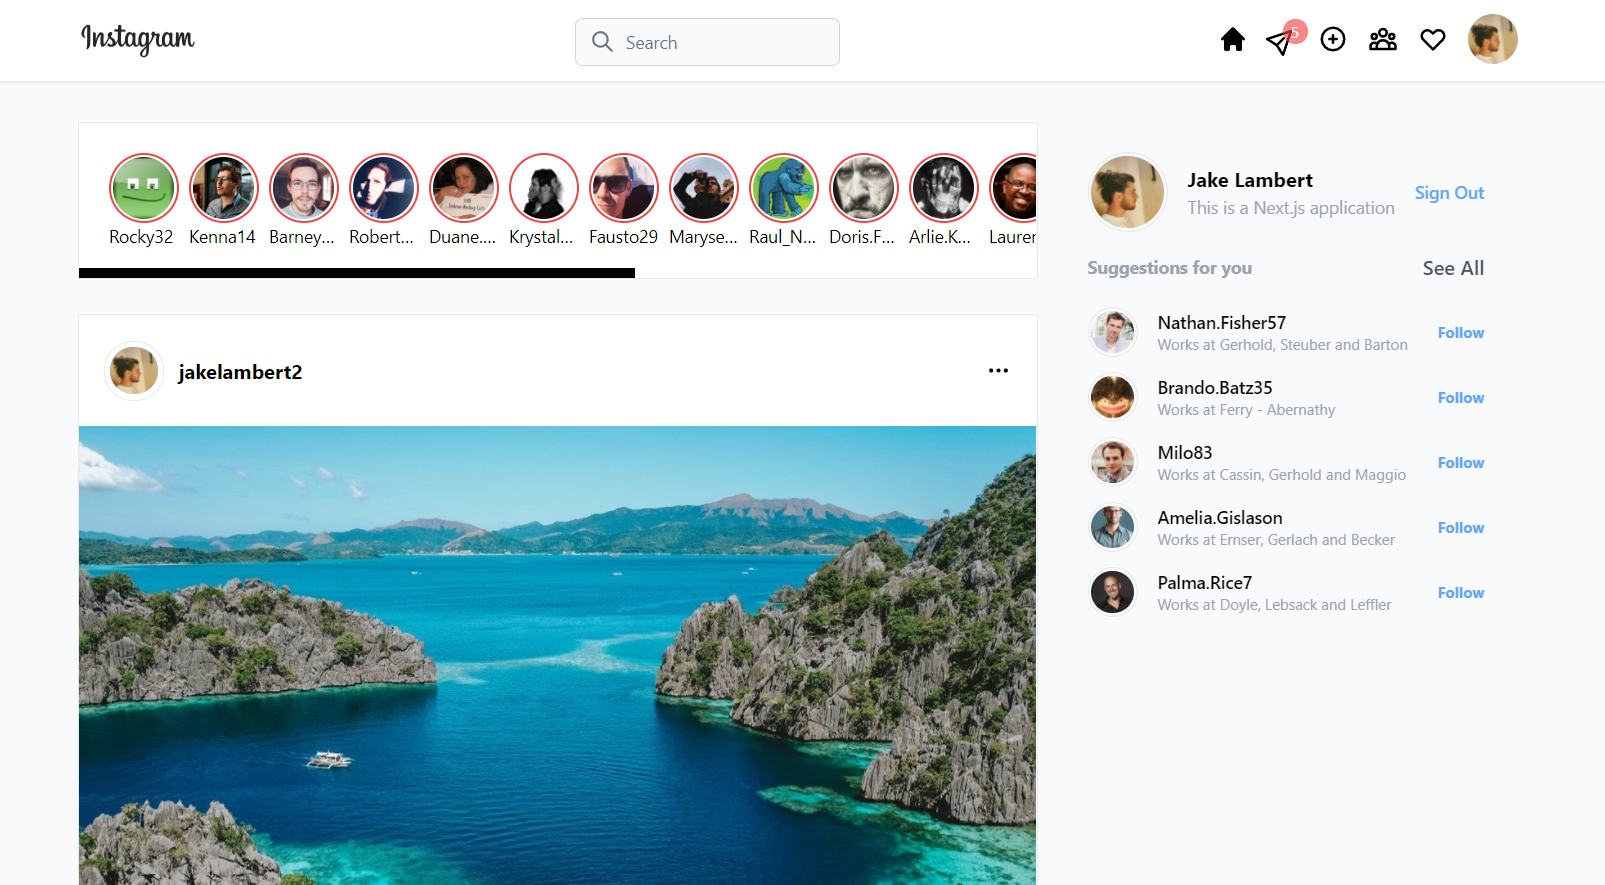 Instagram
Search
5
Rocky32 Kenna14 Barney... Robert... Duane.... Krystal... Fausto29 Maryse... Raul_N... Doris.F... Arlie.K... Lauren
Jake Lambert
This is a Next.js application
Sign Out
Suggestions for you
See All
Nathan.Fisher57
Works at Gerhold, Steuber and Barton
Follow
Brando.Batz35
Works at Ferry - Abernathy
Follow
Milo83
Works at Cassin, Gerhold and Maggio
Follow
Amelia.Gislason
Works at Ernser, Gerlach and Becker
Follow
Palma.Rice7
Works at Doyle, Lebsack and Leffler
Follow
jakelambert2